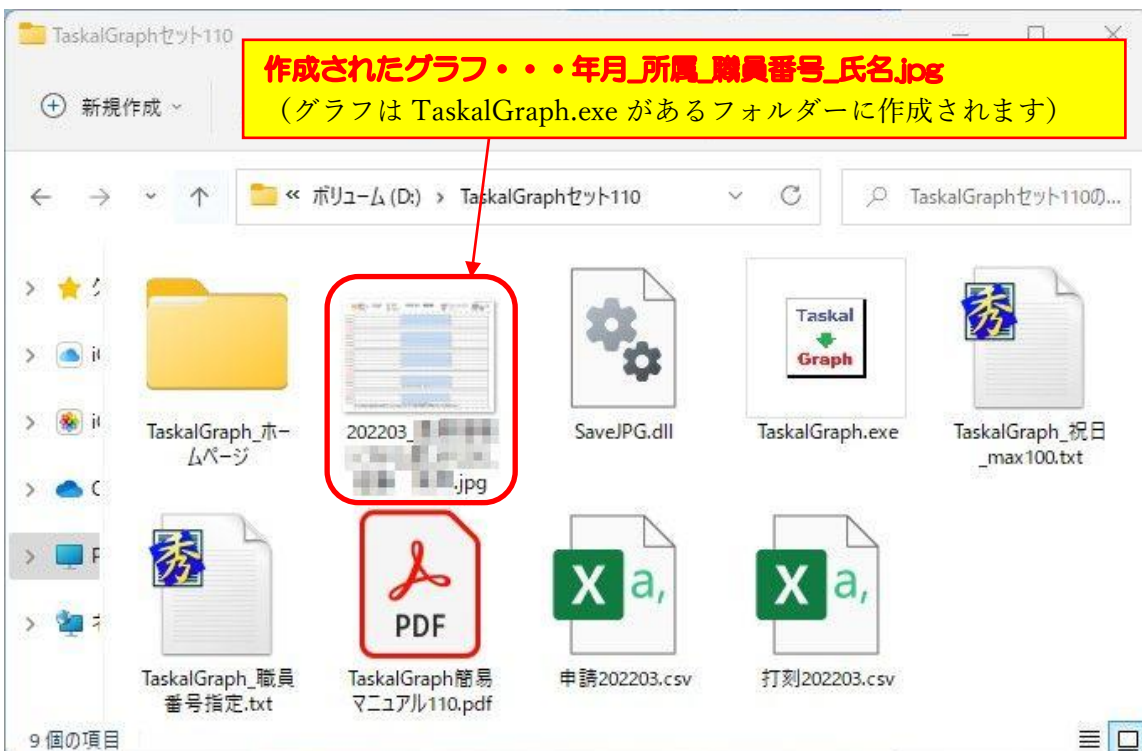 TaskalGraphセット110
作成されたグラフ・・・年月_所属_職員番号_氏名.jpg
(グラフは TaskalGraph.exe があるフォルダーに作成されます)
新規作成
« ボリューム (D:) › TaskalGraphセット110
TaskalGraphセット110の...
Taskal
Graph
秀
TaskalGraph_ホー
ムページ
202203_
.jpg
SaveJPG.dll
TaskalGraph.exe
TaskalGraph_祝日
_max100.txt
秀
PDF
X a,
X a,
TaskalGraph_職員
番号指定.txt
TaskalGraph簡易
マニュアル110.pdf
申請202203.csv
打刻202203.csv
9 個の項目